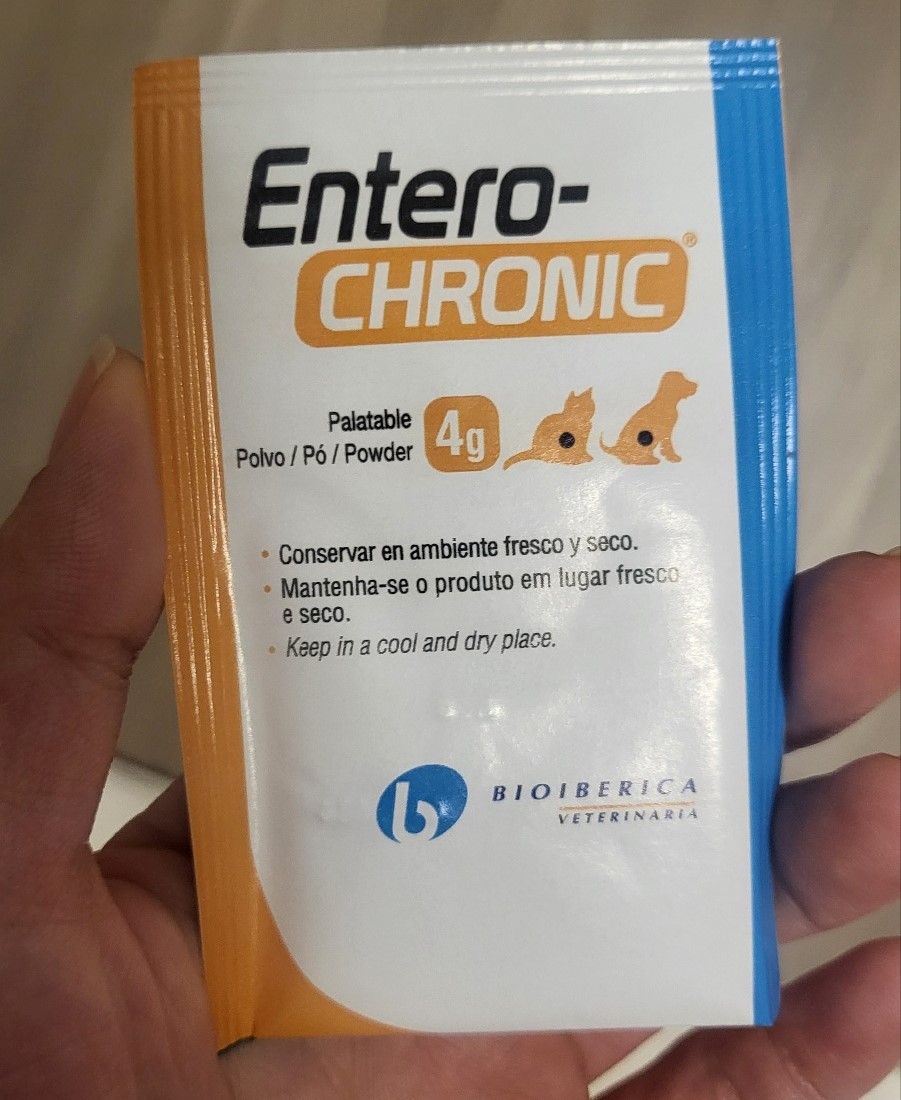 Entero-
CHRONIC®
Palatable
Polvo / Pó / Powder
4g
• Conservar en ambiente fresco y seco.
• Mantenha-se o produto em lugar fresco
e seco.
• Keep in a cool and dry place.
b BIOIBERICA
VETERINARIA